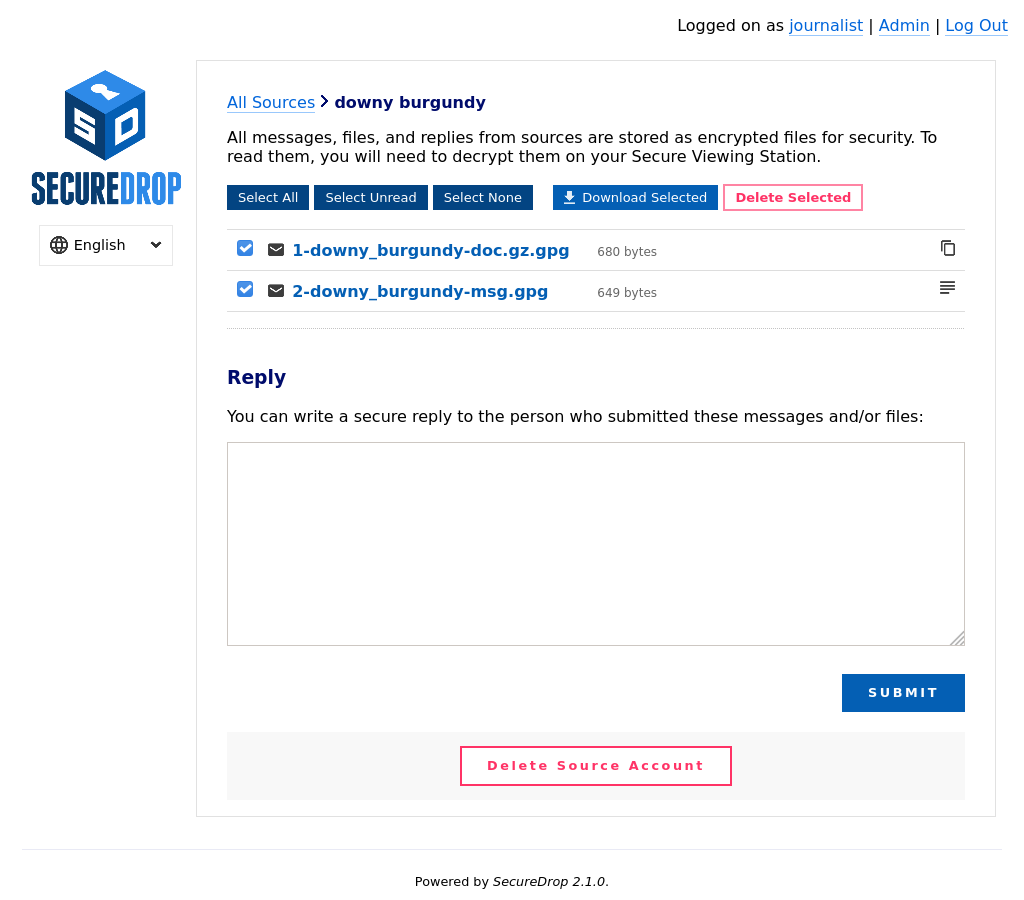 Logged on as journalist | Admin | Log Out
SD
SECUREDROP
English
All Sources > downy burgundy
All messages, files, and replies from sources are stored as encrypted files for security. To
read them, you will need to decrypt them on your Secure Viewing Station.
Select All Select Unread Select None Download Selected Delete Selected
1-downy_burgundy-doc.gz.gpg 680 bytes
2-downy_burgundy-msg.gpg 649 bytes
Reply
You can write a secure reply to the person who submitted these messages and/or files:
SUBMIT
Delete Source Account
Powered by SecureDrop 2.1.0.